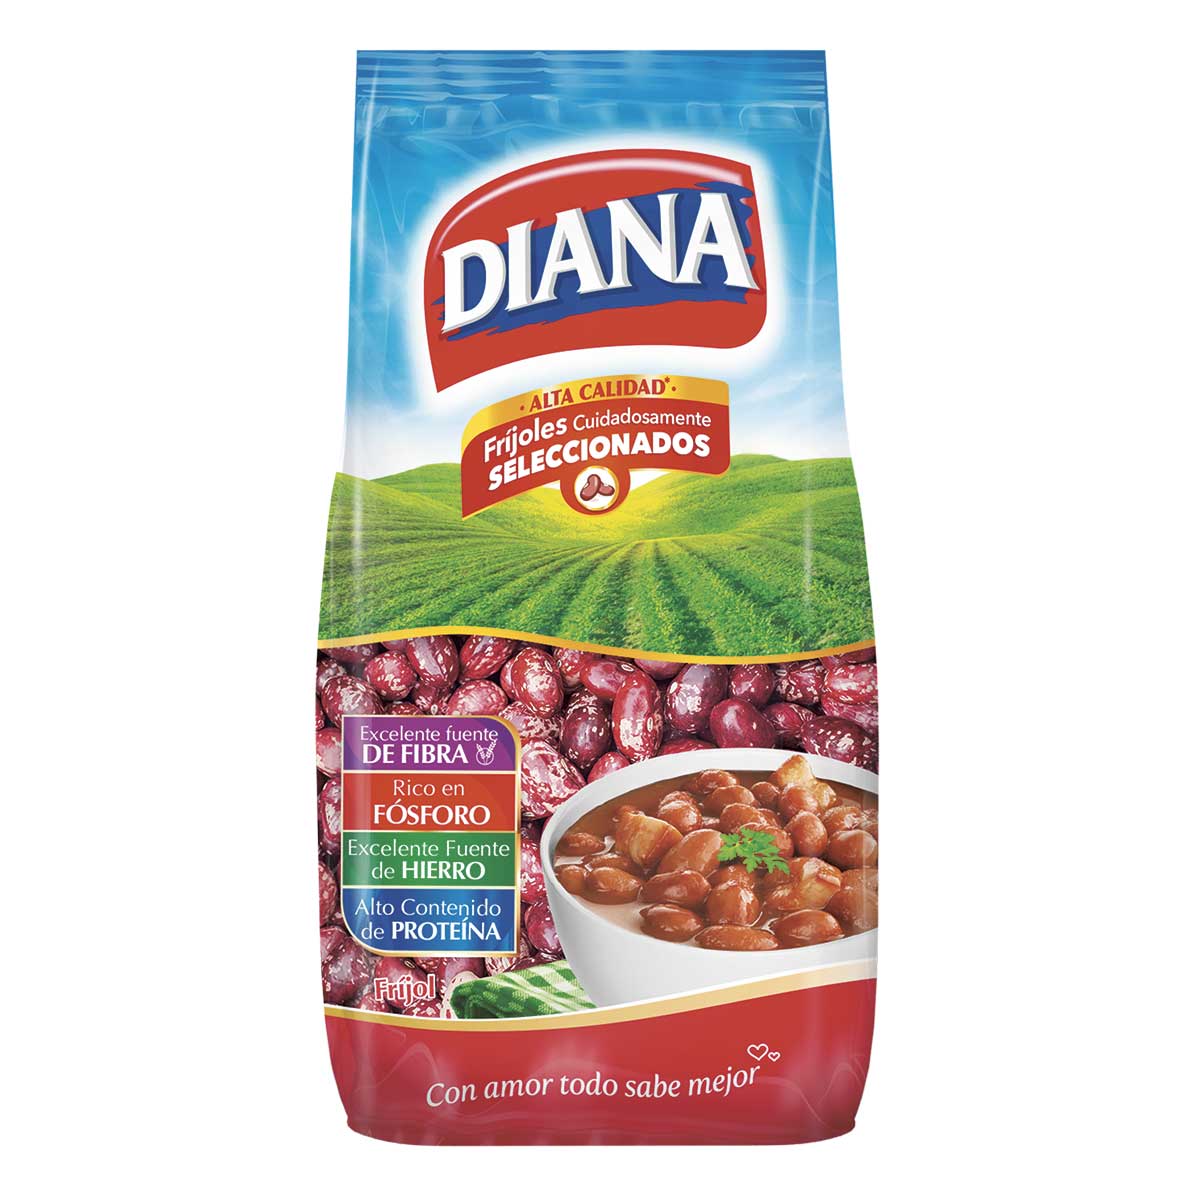 DIANA
• ALTA CALIDAD* •
Fríjoles Cuidadosamente
SELECCIONADOS
Excelente fuente
DE FIBRA
Rico en
FÓSFORO
Excelente Fuente
de HIERRO
Alto Contenido
de PROTEÍNA
Fríjol
Con amor todo sabe mejor